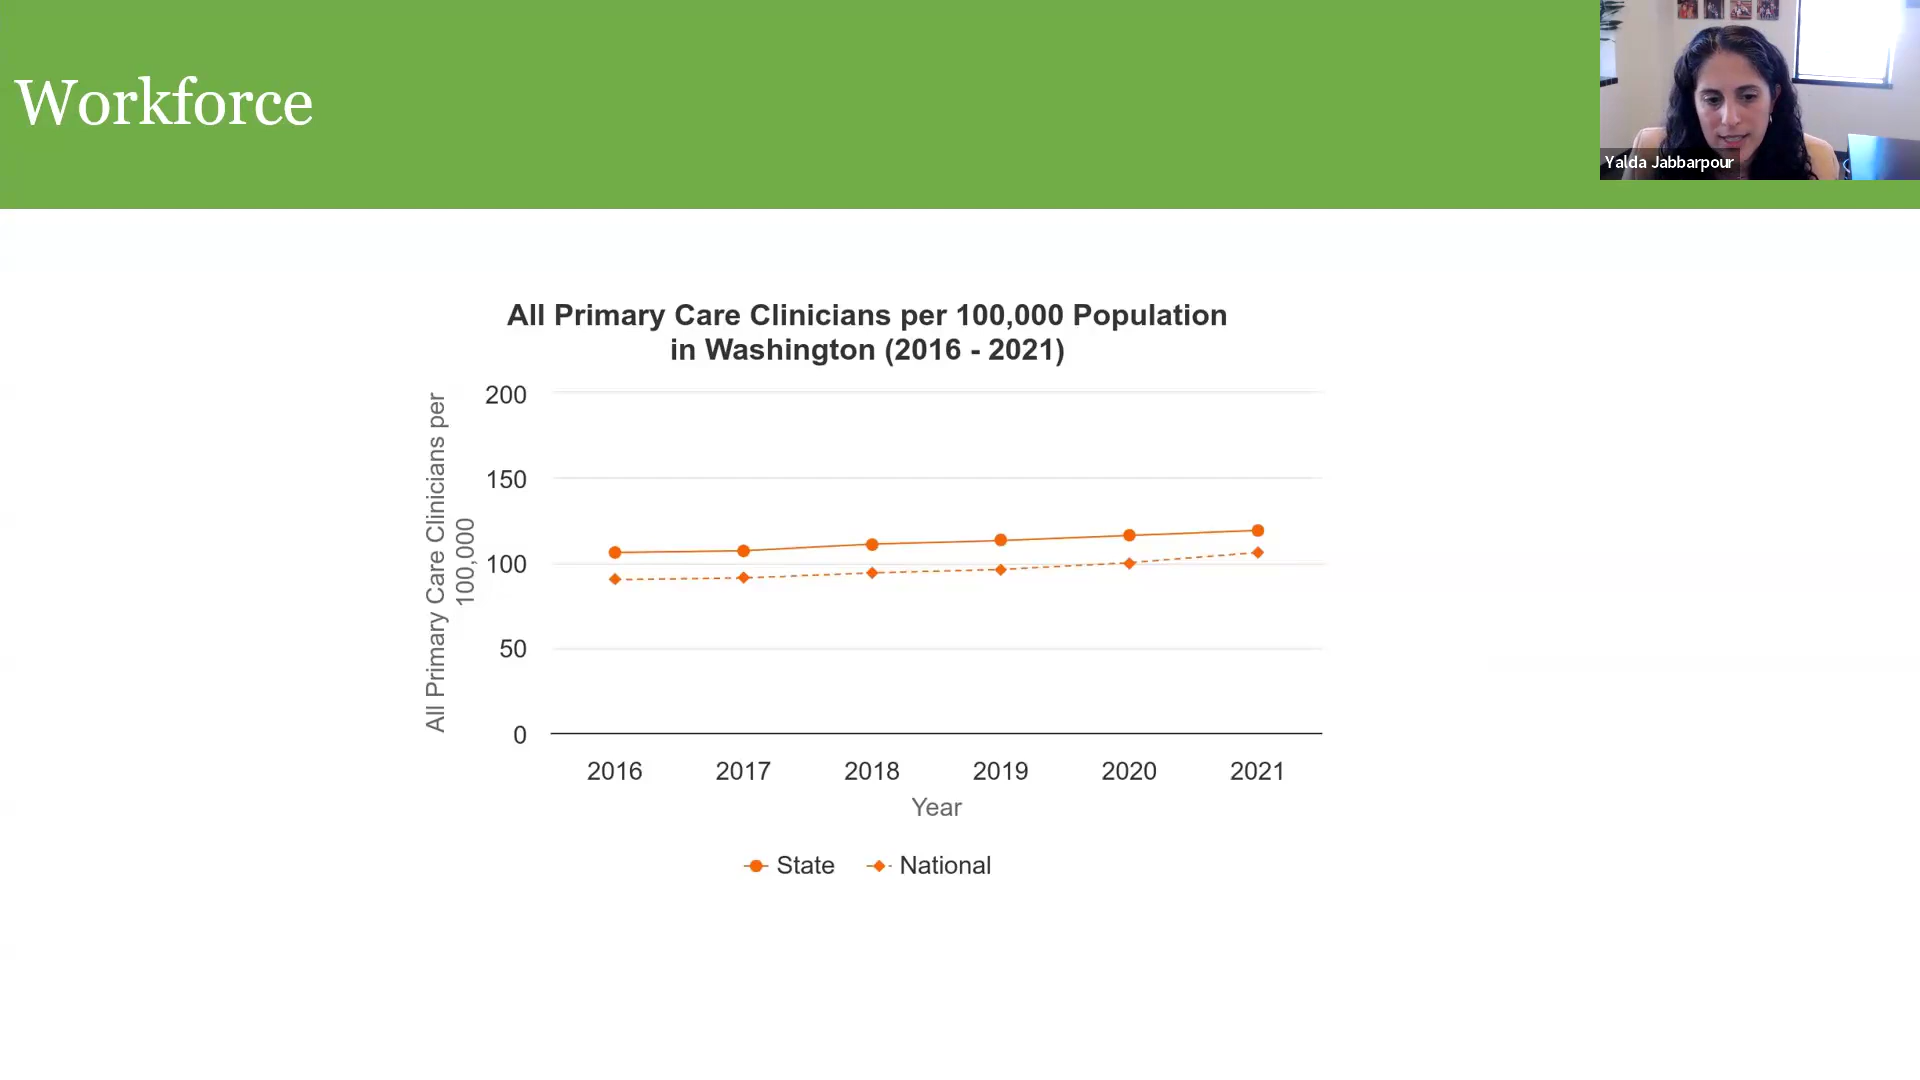 Workforce
Yalda Jabbarpour
All Primary Care Clinicians per 100,000 Population
in Washington (2016 - 2021)
All Primary Care Clinicians per
100,000
200
150
100
50
0
2016 2017 2018 2019 2020 2021
Year
State National